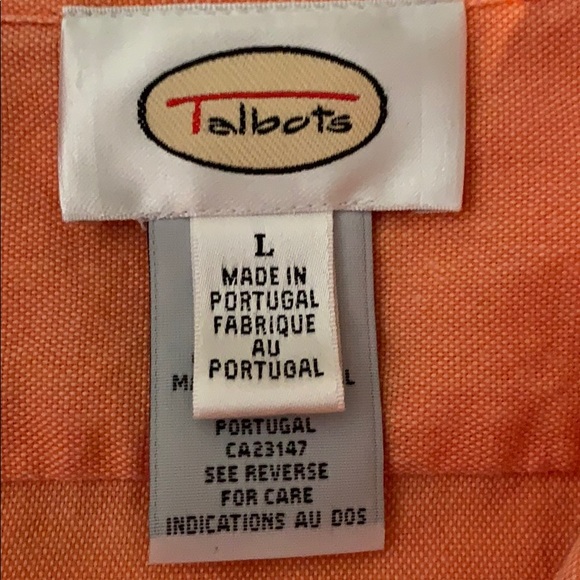 Talbots
L
MADE IN
PORTUGAL
FABRIQUE
AU
PORTUGAL
PORTUGAL
CA23147
SEE REVERSE
FOR CARE
INDICATIONS AU DOS